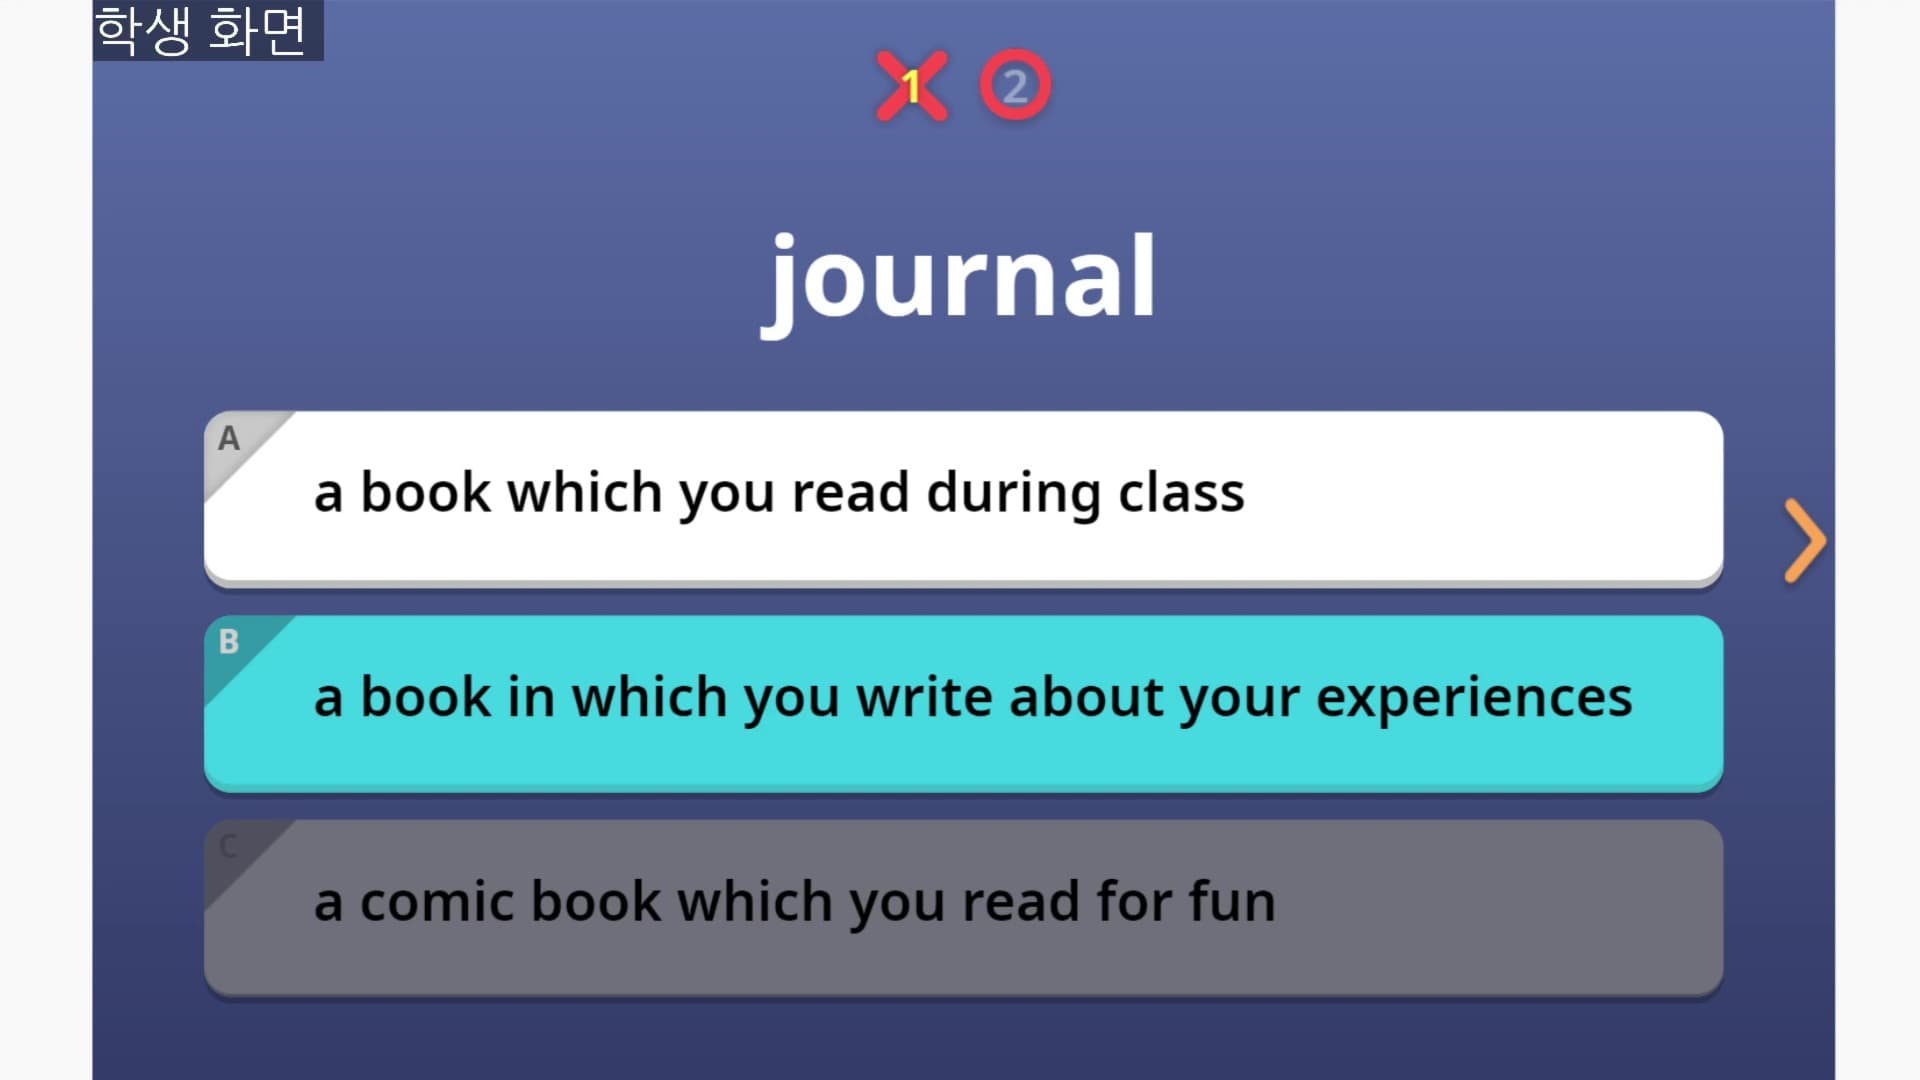 학생 화면
1 2
journal
A
a book which you read during class
B
a book in which you write about your experiences
C
a comic book which you read for fun